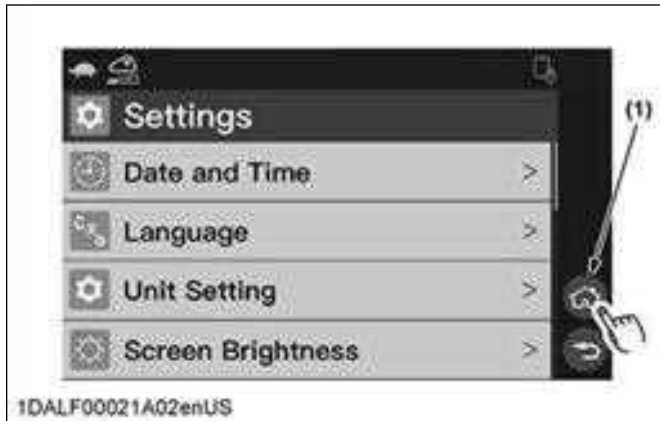 Settings
(1)
Date and Time >
Language >
Unit Setting >
Screen Brightness >
1DALF00021A02enUS